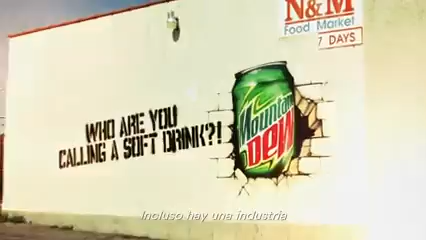 N&M
Food Market
7 DAYS
WHO ARE YOU
CALLING A SOFT DRINK?!
Mountain
DEW
Incluso hay una industria